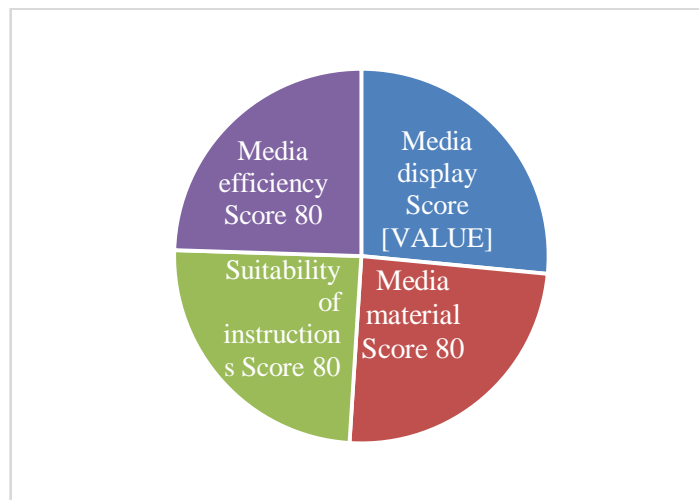 Media
efficiency
Score 80
Media
display
Score
[VALUE]
Suitability
of
instruction
s Score 80
Media
material
Score 80